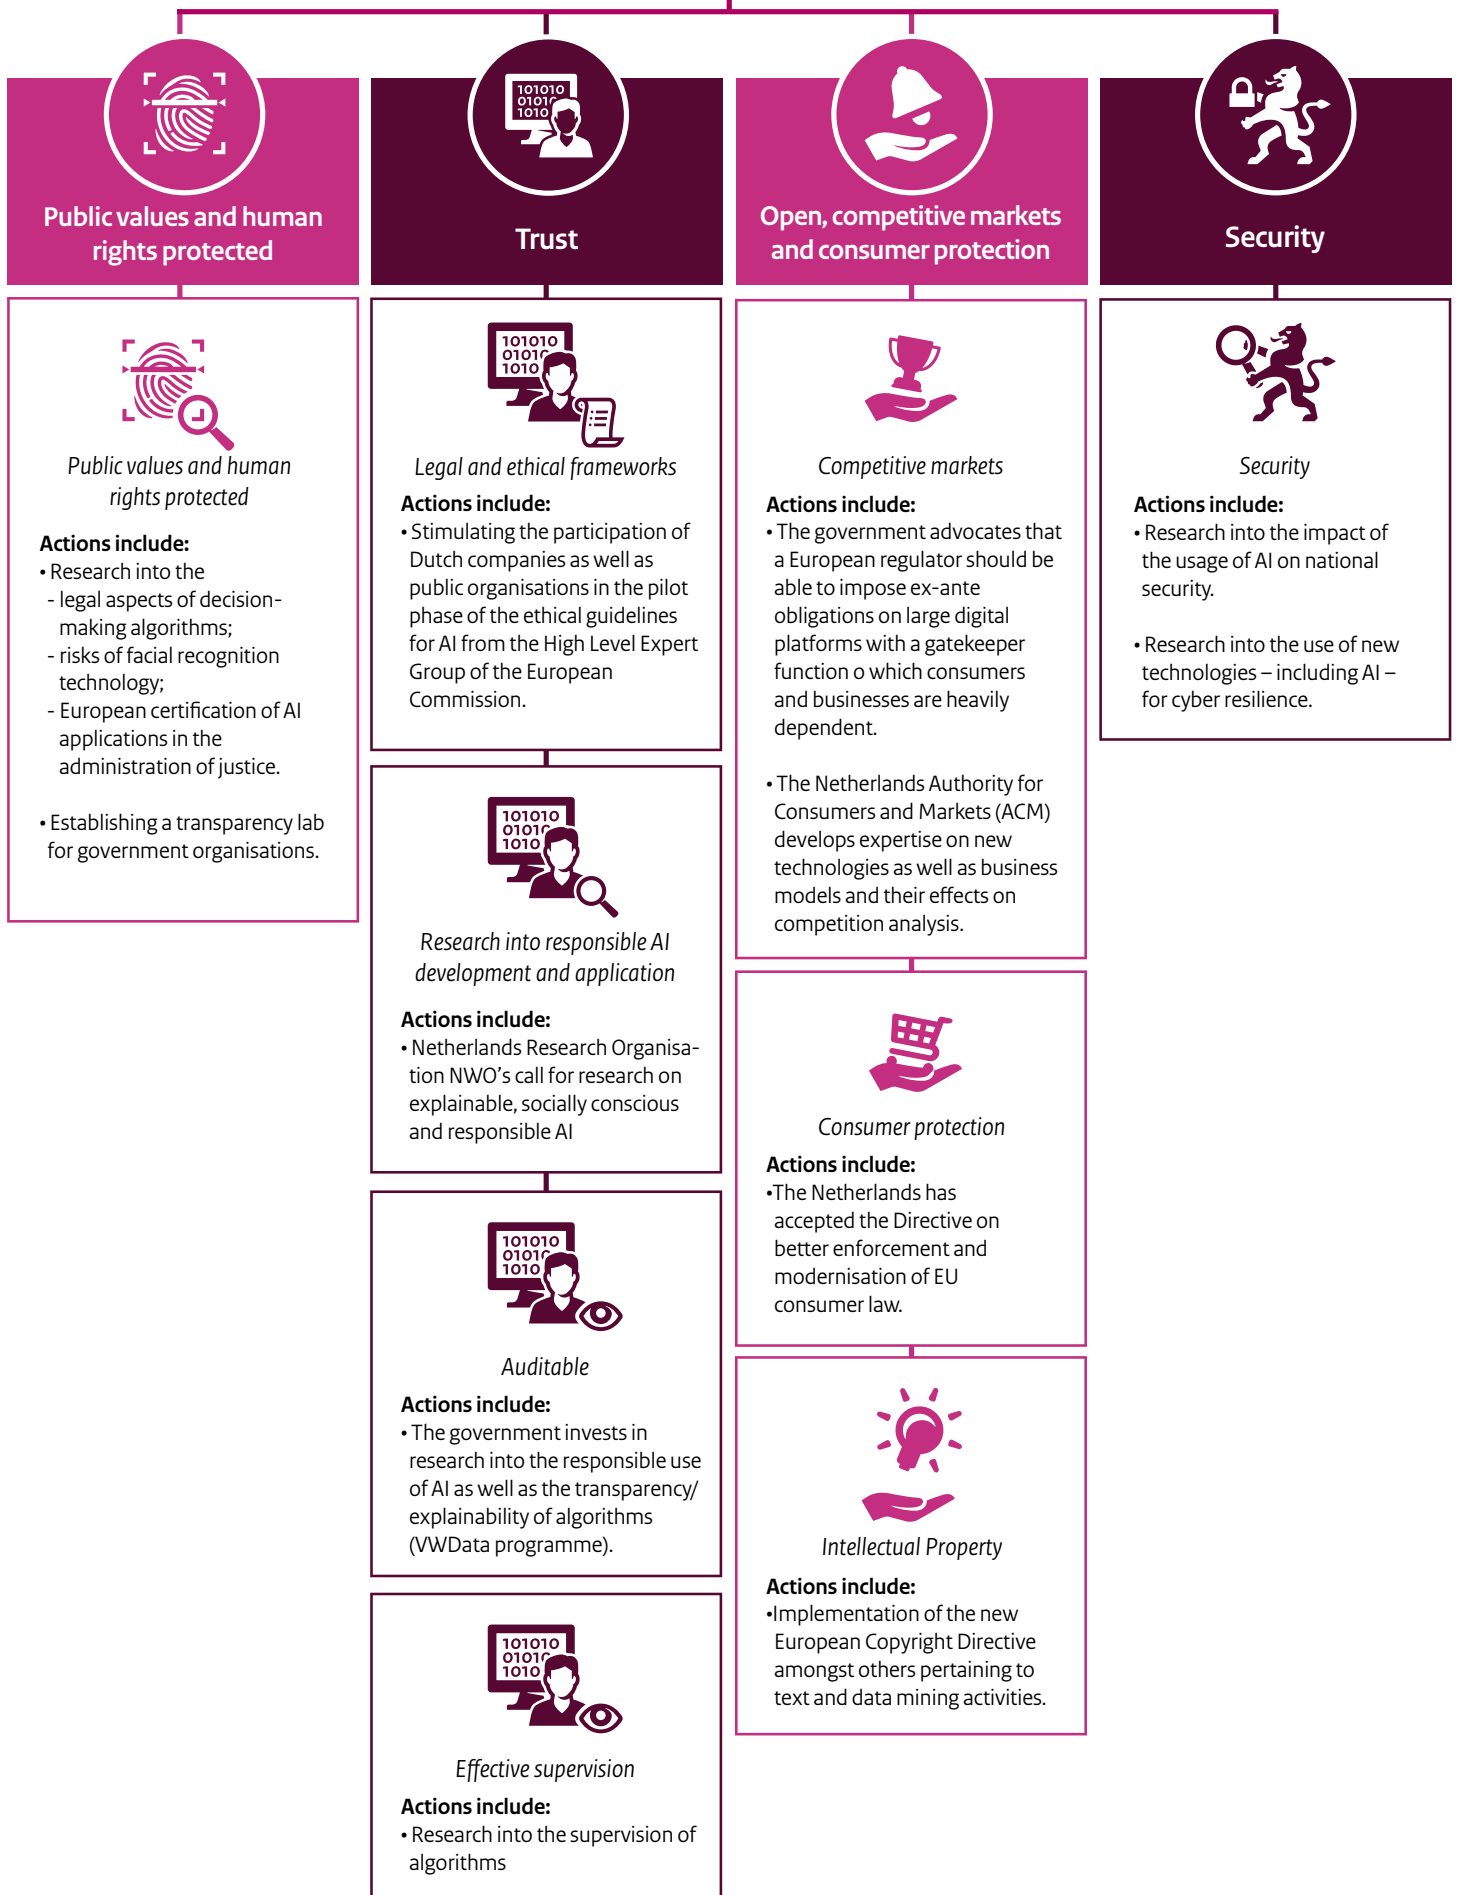 Public values and human
rights protected
Public values and human
rights protected
Actions include:
• Research into the
- legal aspects of decision-
making algorithms;
- risks of facial recognition
technology;
- European certification of AI
applications in the
administration of justice.
• Establishing a transparency lab
for government organisations.
101010
01010
1010
Trust
101010
01010
1010
Legal and ethical frameworks
Actions include:
• Stimulating the participation of
Dutch companies as well as
public organisations in the pilot
phase of the ethical guidelines
for AI from the High Level Expert
Group of the European
Commission.
101010
01010
1010
Research into responsible AI
development and application
Actions include:
• Netherlands Research Organisa-
tion NWO's call for research on
explainable, socially conscious
and responsible AI
101010
01010
1010
Auditable
Actions include:
• The government invests in
research into the responsible use
of AI as well as the transparency/
explainability of algorithms
(VWData programme).
101010
01010
1010
Effective supervision
Actions include:
• Research into the supervision of
algorithms
Open, competitive markets
and consumer protection
Competitive markets
Actions include:
• The government advocates that
a European regulator should be
able to impose ex-ante
obligations on large digital
platforms with a gatekeeper
function o which consumers
and businesses are heavily
dependent.
• The Netherlands Authority for
Consumers and Markets (ACM)
develops expertise on new
technologies as well as business
models and their effects on
competition analysis.
Consumer protection
Actions include:
•The Netherlands has
accepted the Directive on
better enforcement and
modernisation of EU
consumer law.
Intellectual Property
Actions include:
•Implementation of the new
European Copyright Directive
amongst others pertaining to
text and data mining activities.
Security
Security
Actions include:
• Research into the impact of
the usage of AI on national
security.
• Research into the use of new
technologies – including AI –
for cyber resilience.